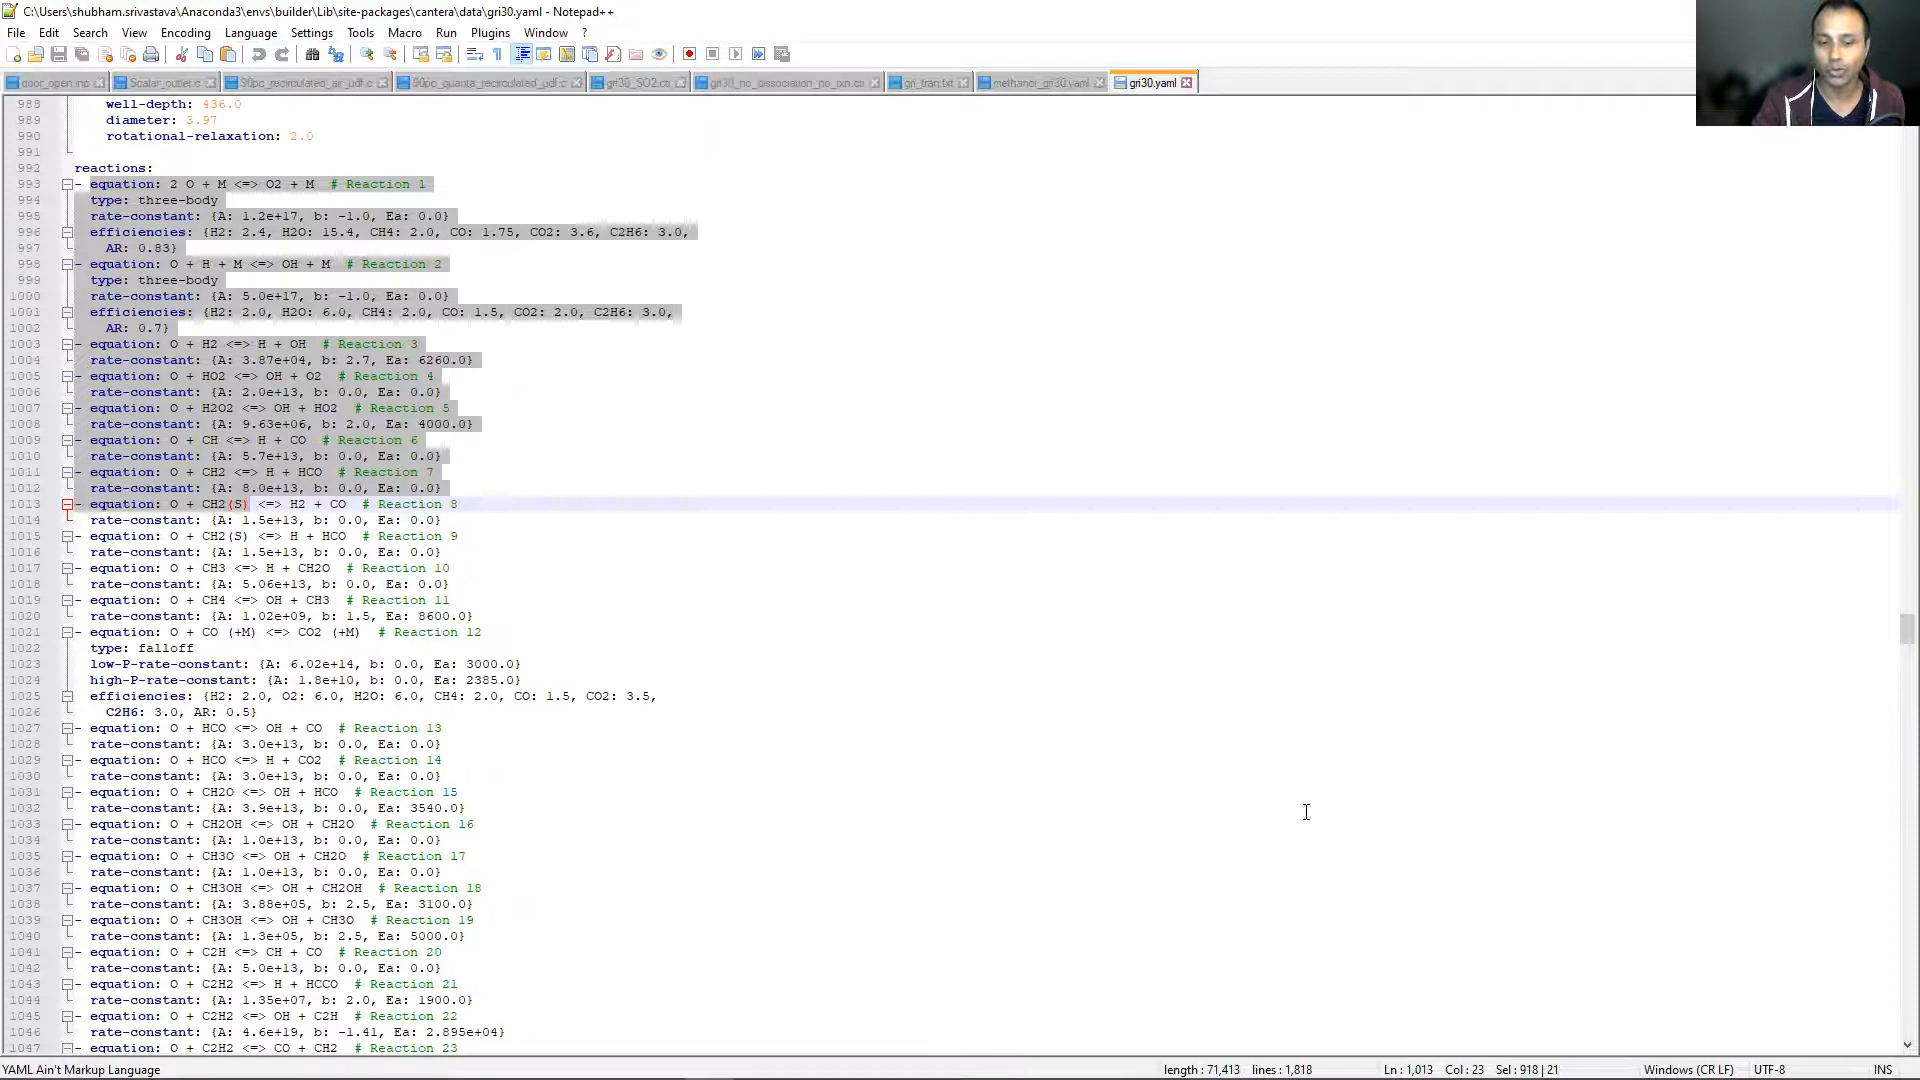 C:\Users\shubham.srivastava\Anaconda3\envs\builder\Lib\site-packages\cantera\data\gri30.yaml - Notepad++
File Edit Search View Encoding Language Settings Tools Macro Run Plugins Window ?
door_open.inp Scalar_outlet.c 90pc_recirculated_air_udf.c 90pc_quanta_recirculated_udf.c gri30_SO2.cti gri30_no_dissociation_no_rxn.cti gri_tran.txt methanol_gri30.yaml gri30.yaml
988 well-depth: 436.0
989 diameter: 3.97
990 rotational-relaxation: 2.0
991
992 reactions:
993 - equation: 2 O + M <=> O2 + M # Reaction 1
994 type: three-body
995 rate-constant: {A: 1.2e+17, b: -1.0, Ea: 0.0}
996 efficiencies: {H2: 2.4, H2O: 15.4, CH4: 2.0, CO: 1.75, CO2: 3.6, C2H6: 3.0,
997 AR: 0.83}
998 - equation: O + H + M <=> OH + M # Reaction 2
999 type: three-body
1000 rate-constant: {A: 5.0e+17, b: -1.0, Ea: 0.0}
1001 efficiencies: {H2: 2.0, H2O: 6.0, CH4: 2.0, CO: 1.5, CO2: 2.0, C2H6: 3.0,
1002 AR: 0.7}
1003 - equation: O + H2 <=> H + OH # Reaction 3
1004 rate-constant: {A: 3.87e+04, b: 2.7, Ea: 6260.0}
1005 - equation: O + HO2 <=> OH + O2 # Reaction 4
1006 rate-constant: {A: 2.0e+13, b: 0.0, Ea: 0.0}
1007 - equation: O + H2O2 <=> OH + HO2 # Reaction 5
1008 rate-constant: {A: 9.63e+06, b: 2.0, Ea: 4000.0}
1009 - equation: O + CH <=> H + CO # Reaction 6
1010 rate-constant: {A: 5.7e+13, b: 0.0, Ea: 0.0}
1011 - equation: O + CH2 <=> H + HCO # Reaction 7
1012 rate-constant: {A: 8.0e+13, b: 0.0, Ea: 0.0}
1013 - equation: O + CH2(S) <=> H2 + CO # Reaction 8
1014 rate-constant: {A: 1.5e+13, b: 0.0, Ea: 0.0}
1015 - equation: O + CH2(S) <=> H + HCO # Reaction 9
1016 rate-constant: {A: 1.5e+13, b: 0.0, Ea: 0.0}
1017 - equation: O + CH3 <=> H + CH2O # Reaction 10
1018 rate-constant: {A: 5.06e+13, b: 0.0, Ea: 0.0}
1019 - equation: O + CH4 <=> OH + CH3 # Reaction 11
1020 rate-constant: {A: 1.02e+09, b: 1.5, Ea: 8600.0}
1021 - equation: O + CO (+M) <=> CO2 (+M) # Reaction 12
1022 type: falloff
1023 low-P-rate-constant: {A: 6.02e+14, b: 0.0, Ea: 3000.0}
1024 high-P-rate-constant: {A: 1.8e+10, b: 0.0, Ea: 2385.0}
1025 efficiencies: {H2: 2.0, O2: 6.0, H2O: 6.0, CH4: 2.0, CO: 1.5, CO2: 3.5,
1026 C2H6: 3.0, AR: 0.5}
1027 - equation: O + HCO <=> OH + CO # Reaction 13
1028 rate-constant: {A: 3.0e+13, b: 0.0, Ea: 0.0}
1029 - equation: O + HCO <=> H + CO2 # Reaction 14
1030 rate-constant: {A: 3.0e+13, b: 0.0, Ea: 0.0}
1031 - equation: O + CH2O <=> OH + HCO # Reaction 15
1032 rate-constant: {A: 3.9e+13, b: 0.0, Ea: 3540.0}
1033 - equation: O + CH2OH <=> OH + CH2O # Reaction 16
1034 rate-constant: {A: 1.0e+13, b: 0.0, Ea: 0.0}
1035 - equation: O + CH3O <=> OH + CH2O # Reaction 17
1036 rate-constant: {A: 1.0e+13, b: 0.0, Ea: 0.0}
1037 - equation: O + CH3OH <=> OH + CH2OH # Reaction 18
1038 rate-constant: {A: 3.88e+05, b: 2.5, Ea: 3100.0}
1039 - equation: O + CH3OH <=> OH + CH3O # Reaction 19
1040 rate-constant: {A: 1.3e+05, b: 2.5, Ea: 5000.0}
1041 - equation: O + C2H <=> CH + CO # Reaction 20
1042 rate-constant: {A: 5.0e+13, b: 0.0, Ea: 0.0}
1043 - equation: O + C2H2 <=> H + HCCO # Reaction 21
1044 rate-constant: {A: 1.35e+07, b: 2.0, Ea: 1900.0}
1045 - equation: O + C2H2 <=> OH + C2H # Reaction 22
1046 rate-constant: {A: 4.6e+19, b: -1.41, Ea: 2.895e+04}
1047 - equation: O + C2H2 <=> CO + CH2 # Reaction 23
YAML Ain't Markup Language length : 71,413 lines : 1,818 Ln : 1,013 Col : 23 Sel : 918 | 21 Windows (CR LF) UTF-8 INS